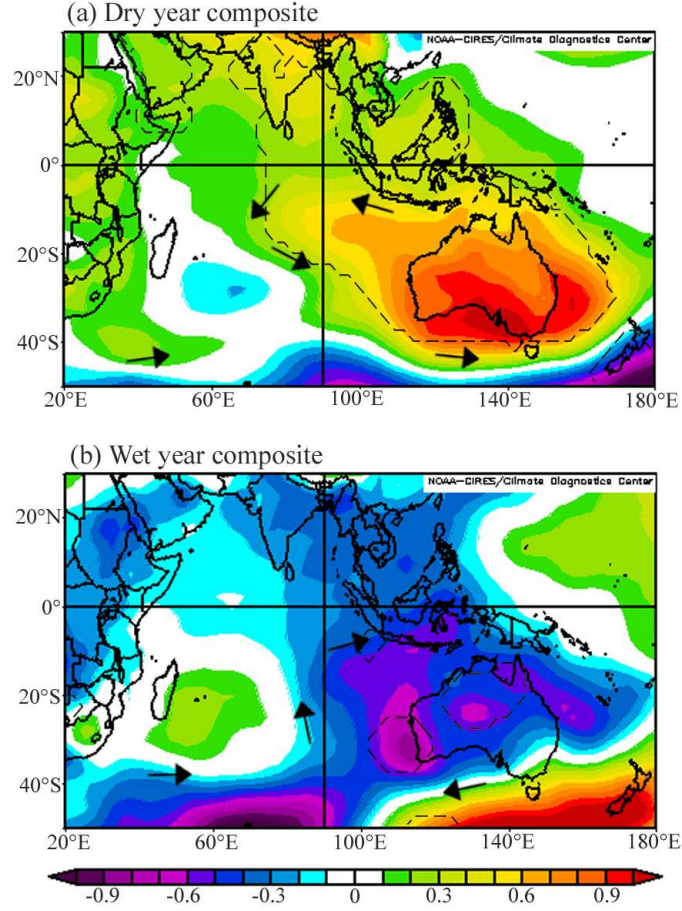 (a) Dry year composite
NOAA-CIRES/Climate Diagnostics Center
20°N
0°
20°S
40°S
20°E 60°E 100°E 140°E 180°E
(b) Wet year composite
NOAA-CIRES/Climate Diagnostics Center
20°N
0°
20°S
40°S
20°E 60°E 100°E 140°E 180°E
-0.9 -0.6 -0.3 0 0.3 0.6 0.9